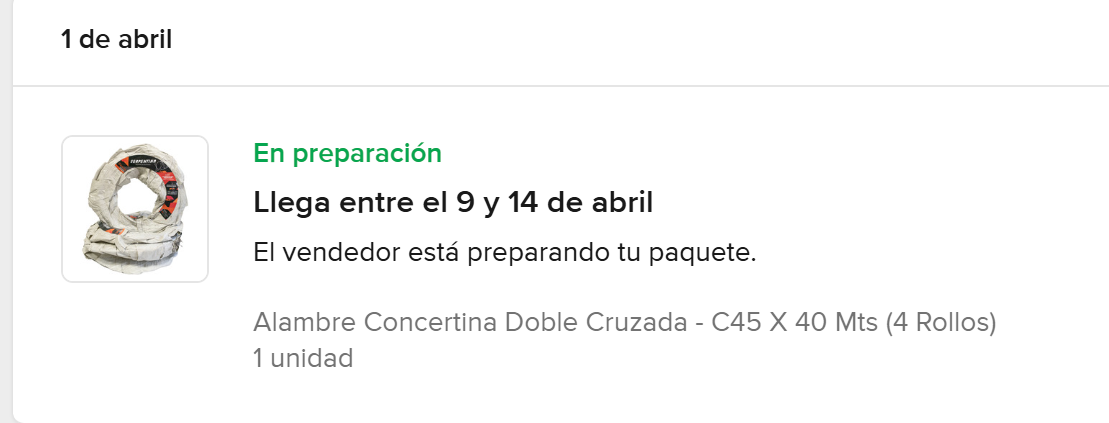 1 de abril
En preparación
Llega entre el 9 y 14 de abril
El vendedor está preparando tu paquete.
Alambre Concertina Doble Cruzada - C45 X 40 Mts (4 Rollos)
1 unidad